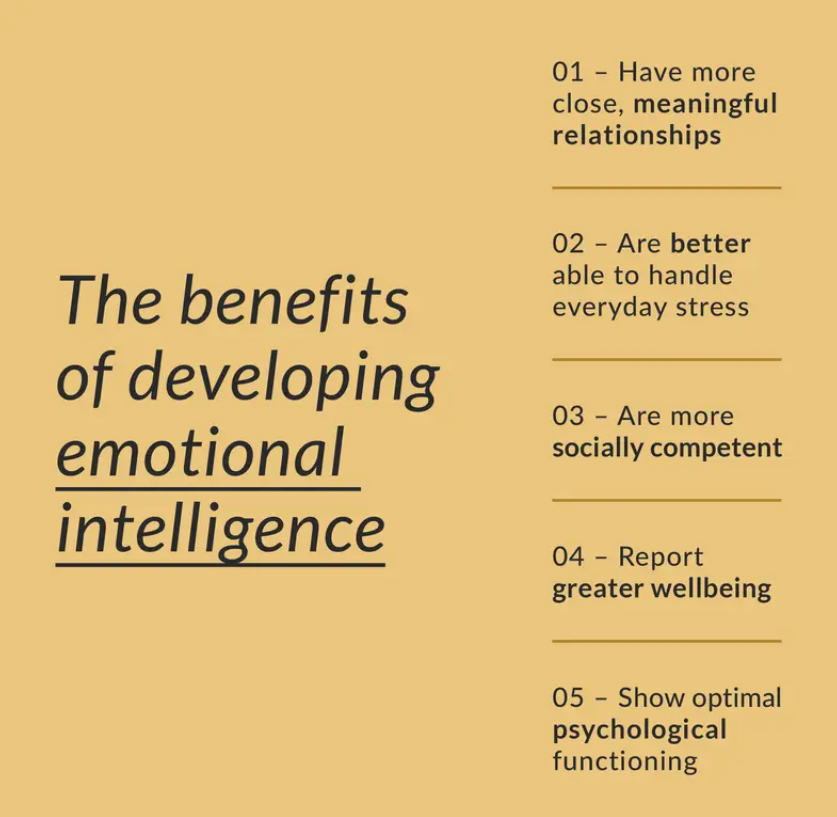 The benefits
of developing
emotional
intelligence
01 – Have more
close, meaningful
relationships
02 – Are better
able to handle
everyday stress
03 – Are more
socially competent
04 – Report
greater wellbeing
05 – Show optimal
psychological
functioning